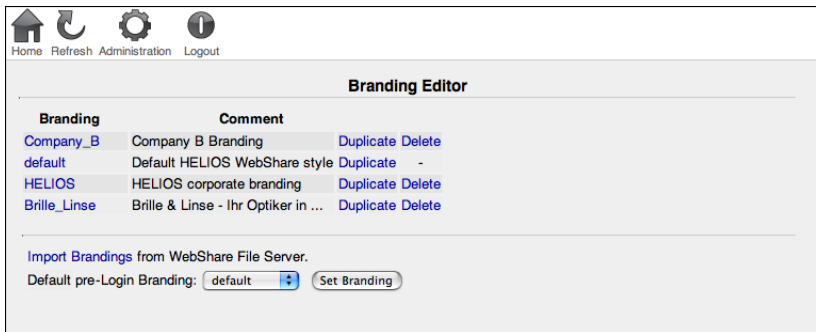 Home Refresh Administration Logout
Branding Editor
Branding Comment
Company_B Company B Branding Duplicate Delete
default Default HELIOS WebShare style Duplicate -
HELIOS HELIOS corporate branding Duplicate Delete
Brille_Linse Brille & Linse - Ihr Optiker in ... Duplicate Delete
Import Brandings from WebShare File Server.
Default pre-Login Branding: default Set Branding